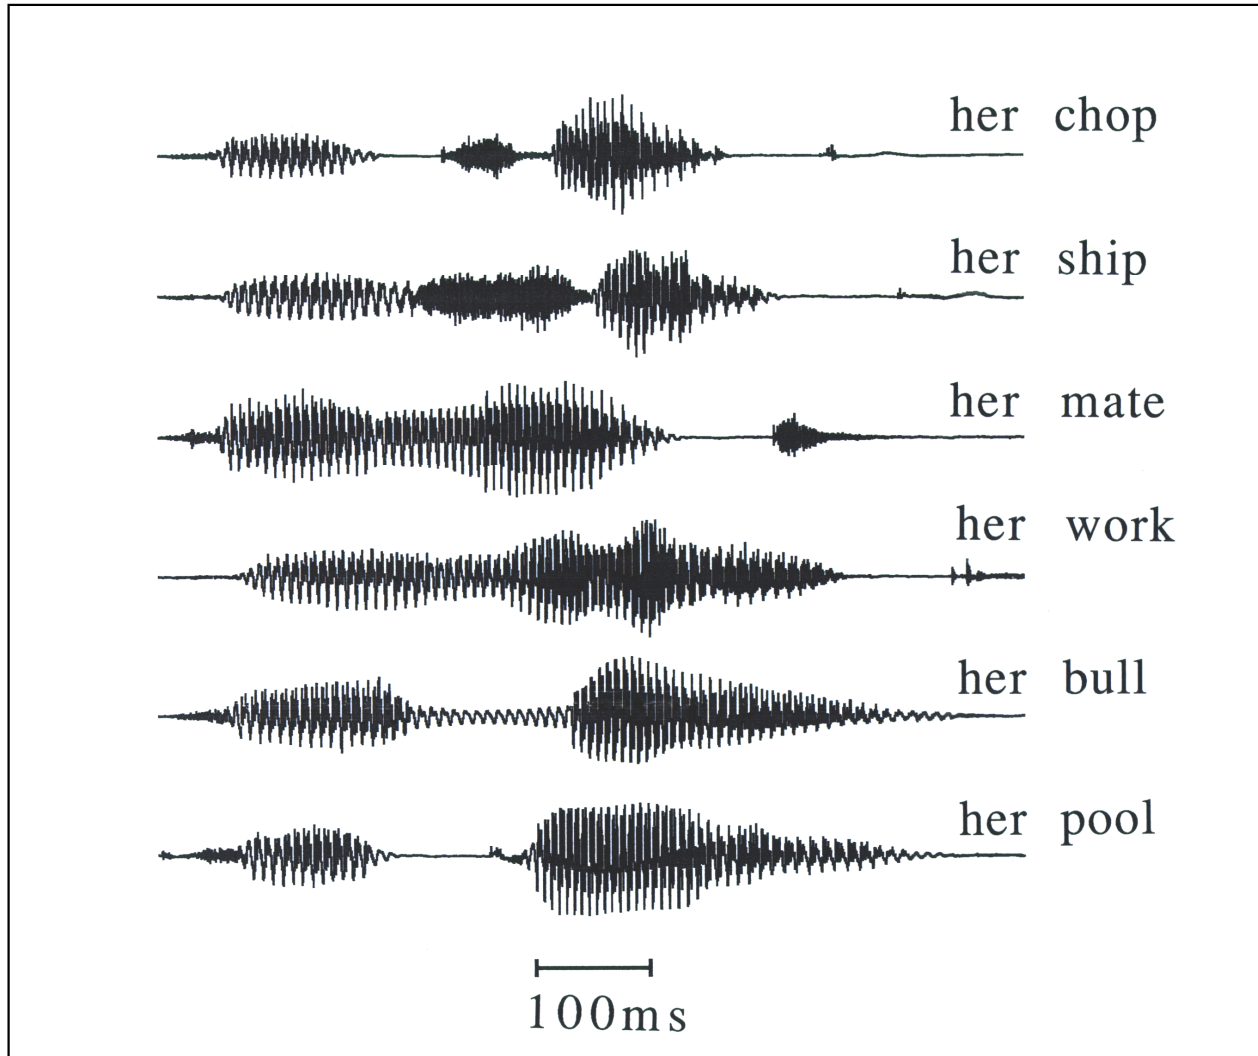 her chop
her ship
her mate
her work
her bull
her pool
100ms